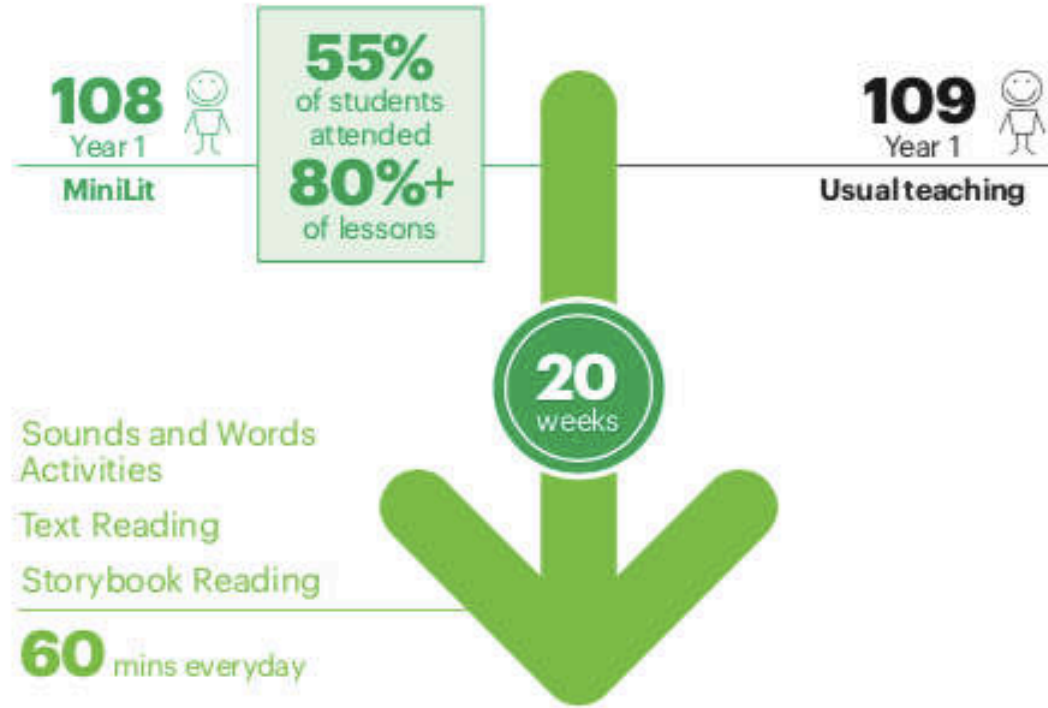 108
Year 1
MiniLit
55%
of students
attended
80%+
of lessons
109
Year 1
Usual teaching
20
weeks
Sounds and Words
Activities
Text Reading
Storybook Reading
60 mins everyday